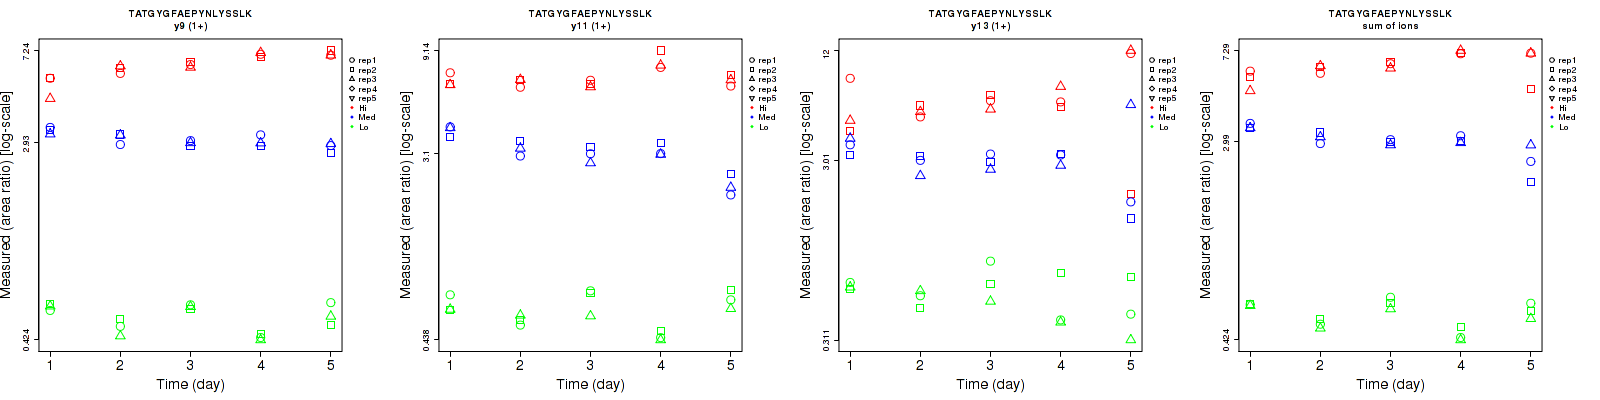 TATGYGFAEPYNLYSSLK
y9 (1+)
Measured (area ratio) [log-scale]
7.24
2.93
0.424
1 2 3 4 5
Time (day)
rep1
rep2
rep3
rep4
rep5
Hi
Med
Lo
TATGYGFAEPYNLYSSLK
y11 (1+)
Measured (area ratio) [log-scale]
9.14
3.1
0.438
1 2 3 4 5
Time (day)
rep1
rep2
rep3
rep4
rep5
Hi
Med
Lo
TATGYGFAEPYNLYSSLK
y13 (1+)
Measured (area ratio) [log-scale]
12
3.01
0.311
1 2 3 4 5
Time (day)
rep1
rep2
rep3
rep4
rep5
Hi
Med
Lo
TATGYGFAEPYNLYSSLK
sum of ions
Measured (area ratio) [log-scale]
7.29
2.99
0.424
1 2 3 4 5
Time (day)
rep1
rep2
rep3
rep4
rep5
Hi
Med
Lo